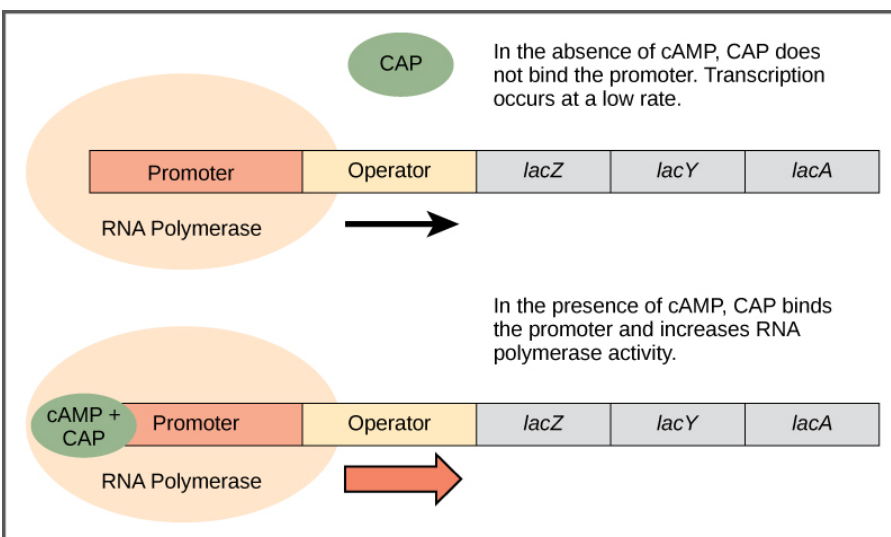 CAP
In the absence of cAMP, CAP does
not bind the promoter. Transcription
occurs at a low rate.
Promoter Operator lacZ lacY lacA
RNA Polymerase
In the presence of cAMP, CAP binds
the promoter and increases RNA
polymerase activity.
cAMP +
CAP
Promoter Operator lacZ lacY lacA
RNA Polymerase